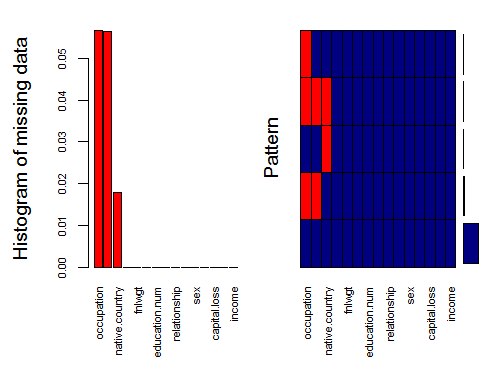 Histogram of missing data
0.00
0.01
0.02
0.03
0.04
0.05
occupation
native.country
fnlwgt
education.num
relationship
sex
capital.loss
income
Pattern
occupation
native.country
fnlwgt
education.num
relationship
sex
capital.loss
income